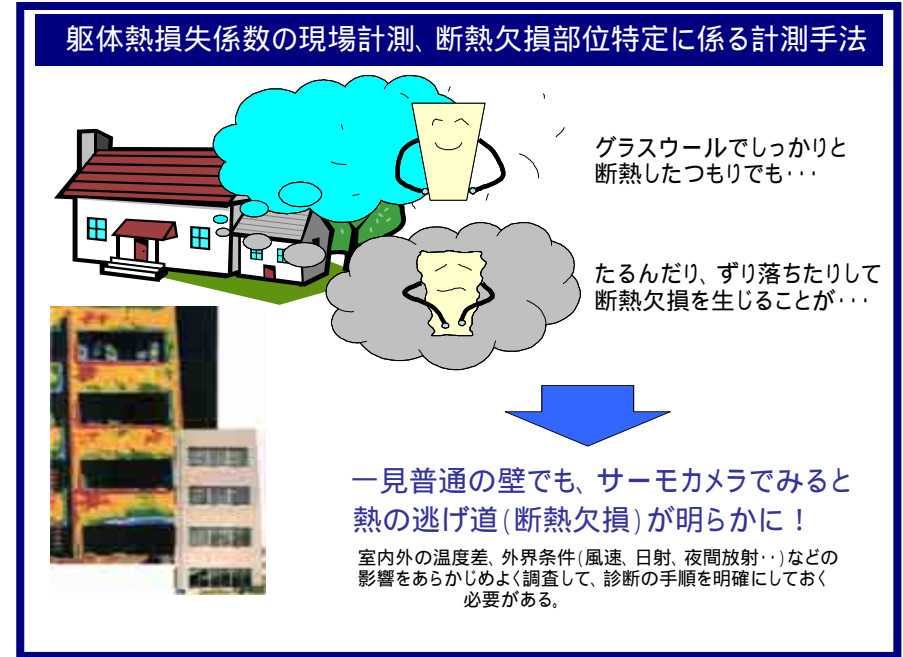 躯体熱損失係数の現場計測、断熱欠損部位特定に係る計測手法
グラスウールでしっかりと
断熱したつもりでも･･･
たるんだり、ずり落ちたりして
断熱欠損を生じることが･･･
一見普通の壁でも、サーモカメラでみると
熱の逃げ道(断熱欠損)が明らかに！
室内外の温度差、外界条件(風速、日射、夜間放射･･)などの
影響をあらかじめよく調査して、診断の手順を明確にしておく
必要がある。